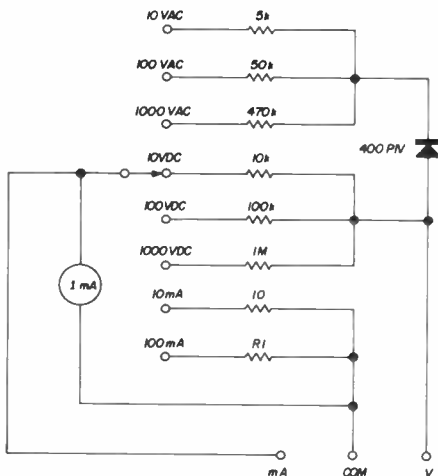 10 VAC 5k
100 VAC 50k
1000 VAC 470k
400 PIV
10VDC 10k
100VDC 100k
1000VDC 1M
1 mA
10mA 10
100mA R1
mA COM V